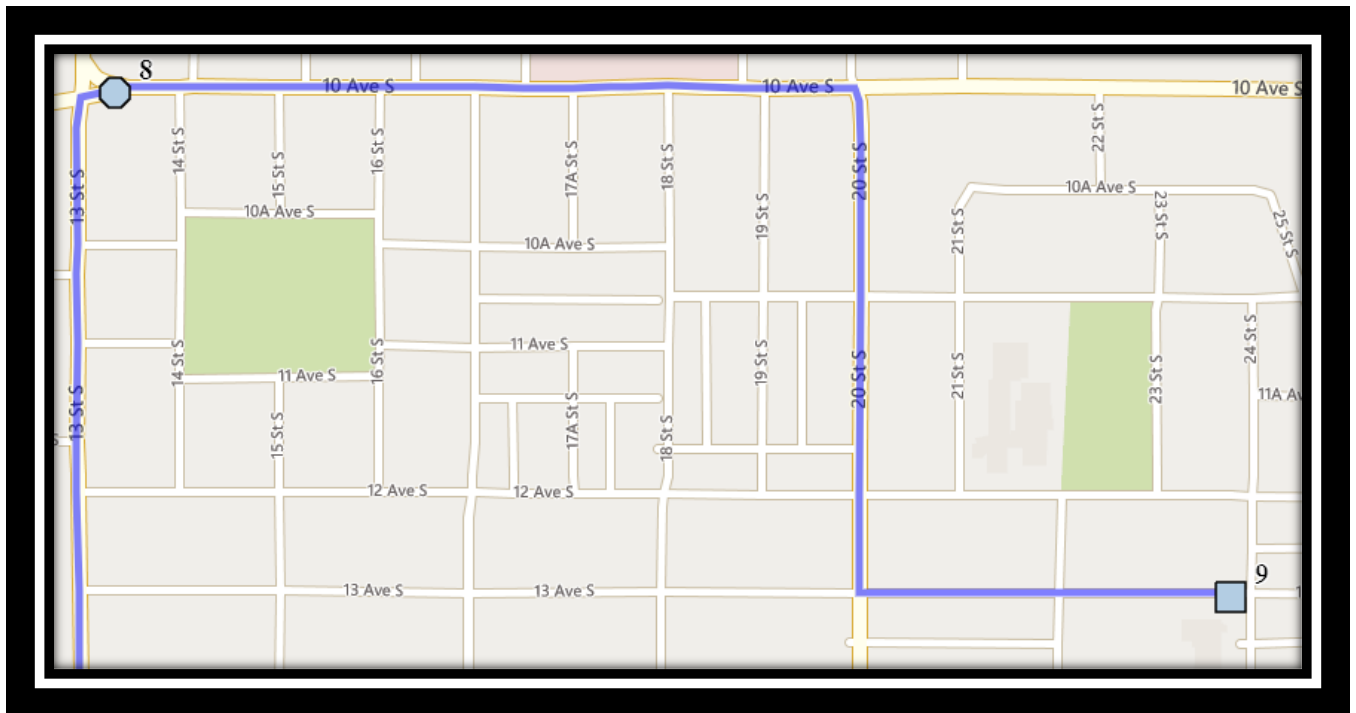 8
10 Ave S
10 Ave S
10 Ave S
22 St S
14 St S
15 St S
16 St S
17A St S
18 St S
20 St S
13 St S
19 St S
10A Ave S
23 St S
10A Ave S
21 St S
25 St S
10A Ave S
11 Ave S
24 St S
14 St S
16 St S
19 St S
20 St S
21 St S
23 St S
11 Ave S
11A Av
13 St S
15 St S
17A St S
18 St S
S
12 Ave S
12 Ave S
9
13 Ave S
13 Ave S
1